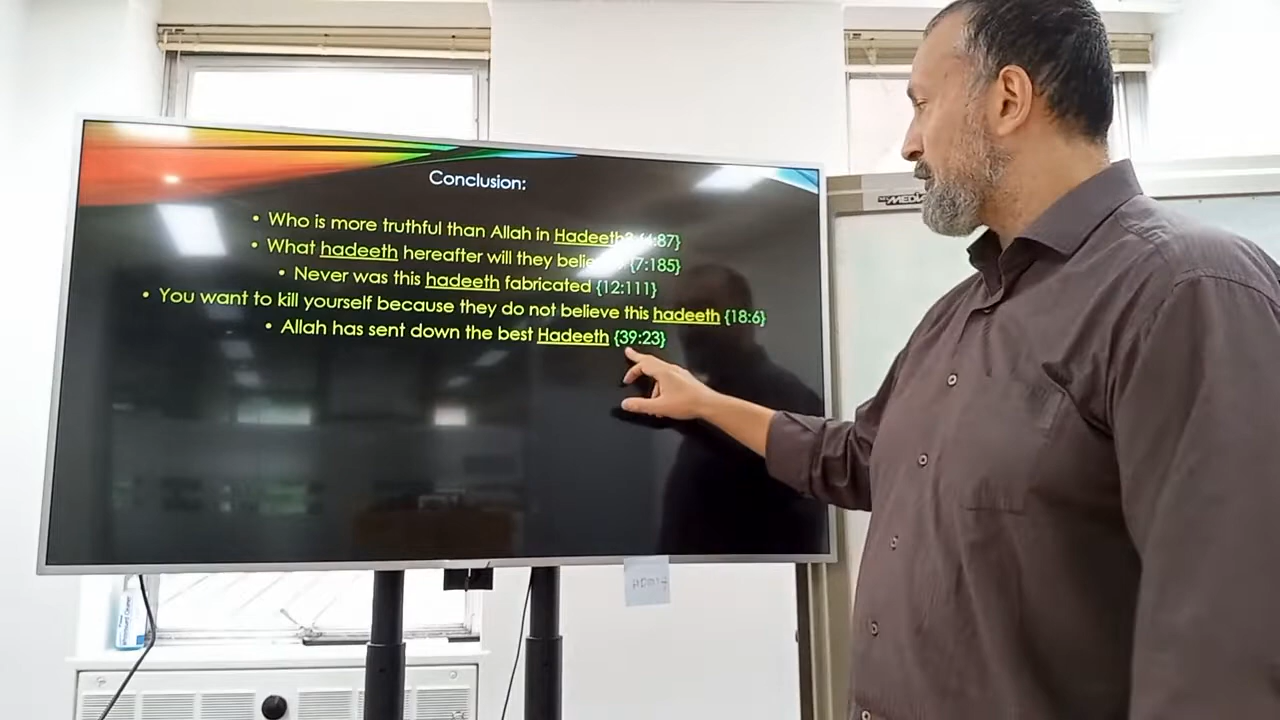 Conclusion:
• Who is more truthful than Allah in Hadeeth? {4:87}
• What hadeeth hereafter will they {7:185}
• Never was this hadeeth fabricated {12:111}
• You want to kill yourself because they do not believe this hadeeth {18:6}
• Allah has sent down the best Hadeeth {39:23}